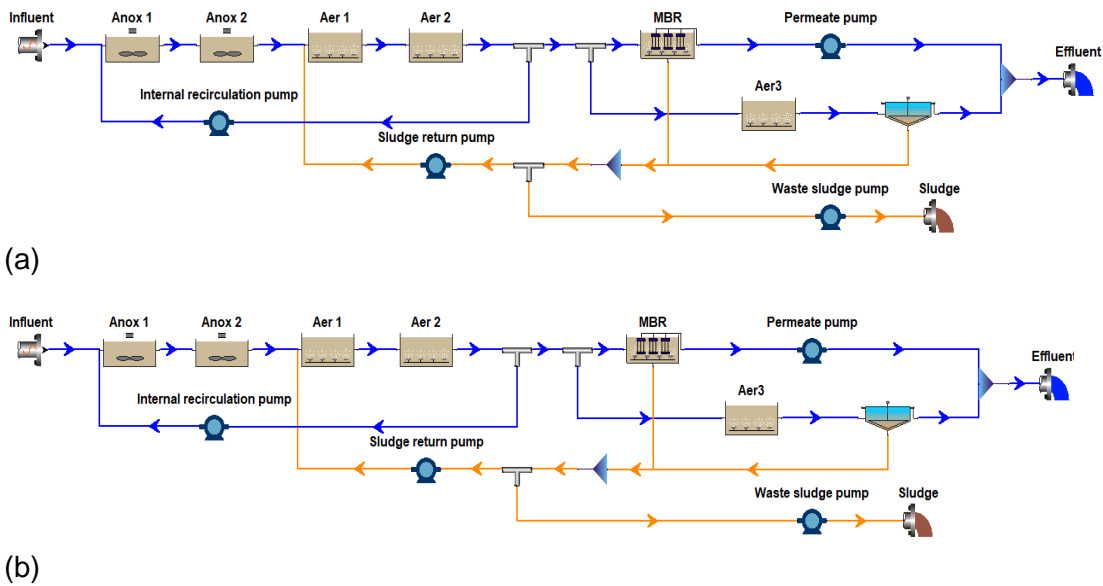 Influent
Anox 1
Anox 2
Aer 1
Aer 2
MBR
Permeate pump
Effluent
Internal recirculation pump
Aer3
Sludge return pump
Waste sludge pump
Sludge
(a)
Influent
Anox 1
Anox 2
Aer 1
Aer 2
MBR
Permeate pump
Effluent
Internal recirculation pump
Aer3
Sludge return pump
Waste sludge pump
Sludge
(b)